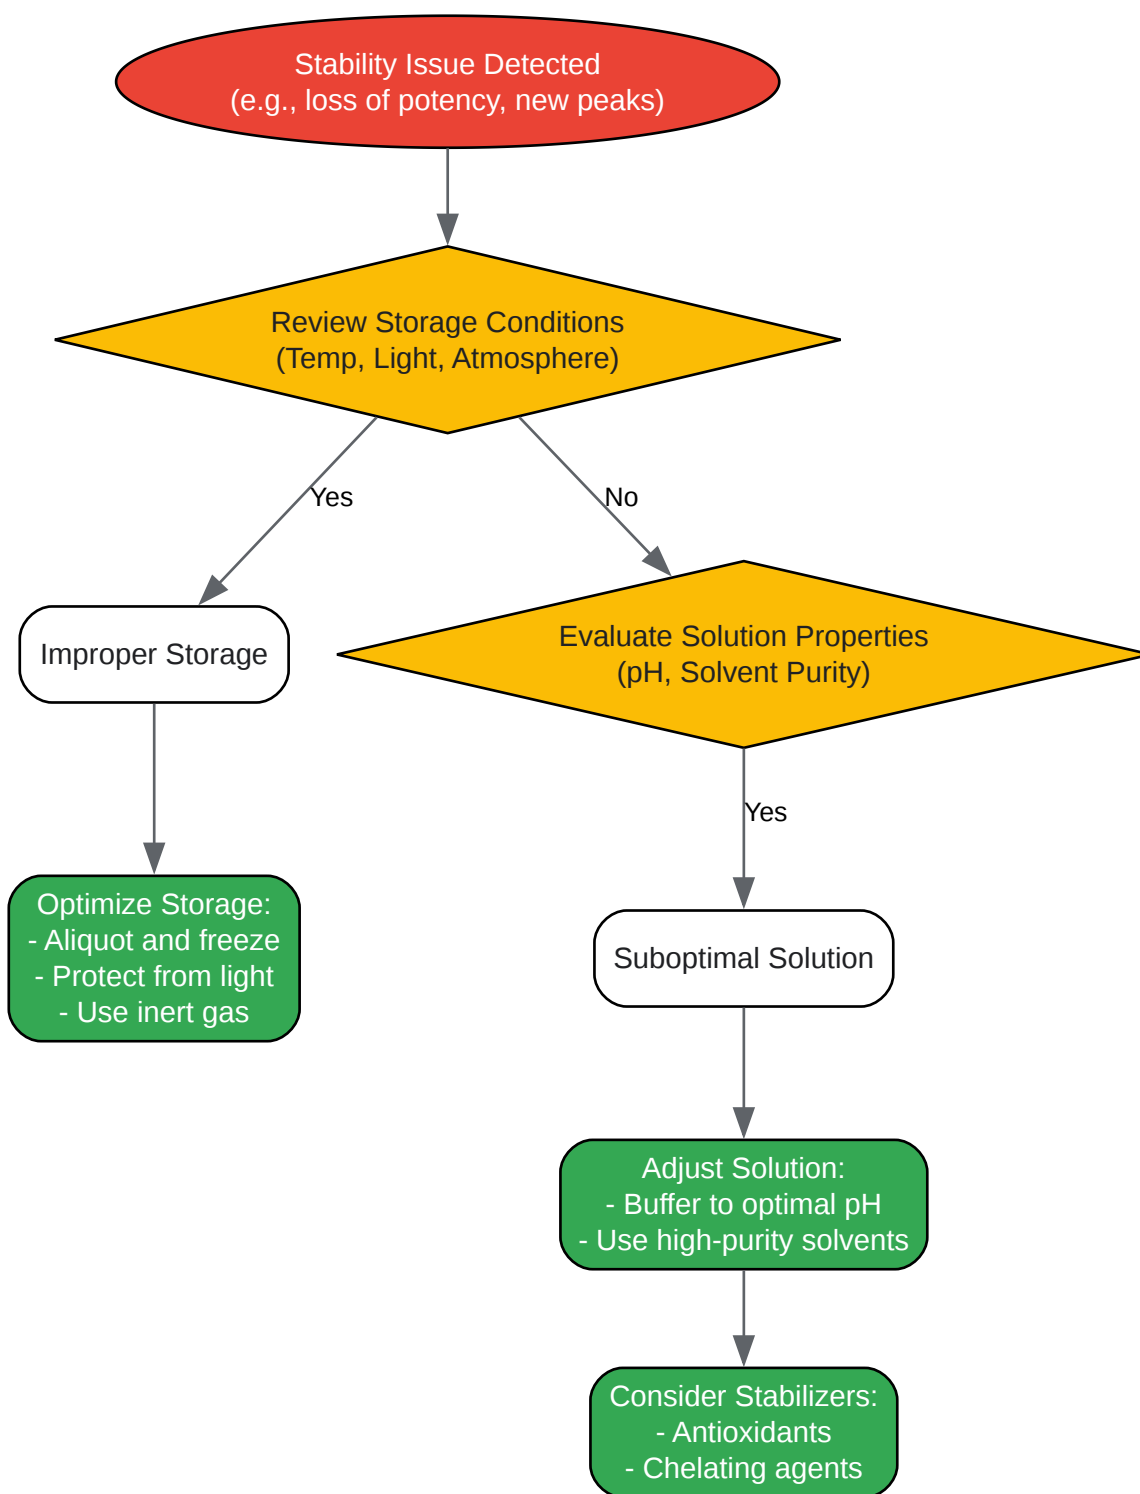 Stability Issue Detected
(e.g., loss of potency, new peaks)
Review Storage Conditions
(Temp, Light, Atmosphere)
Yes
No
Improper Storage
Evaluate Solution Properties
(pH, Solvent Purity)
Yes
Optimize Storage:
- Aliquot and freeze
- Protect from light
- Use inert gas
Suboptimal Solution
Adjust Solution:
- Buffer to optimal pH
- Use high-purity solvents
Consider Stabilizers:
- Antioxidants
- Chelating agents